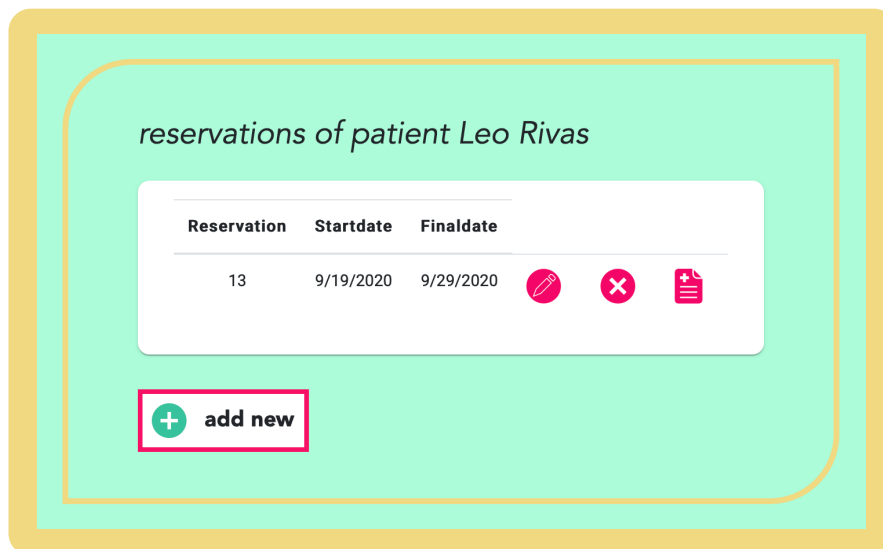 reservations of patient Leo Rivas
Reservation Startdate Finaldate
13 9/19/2020 9/29/2020
add new